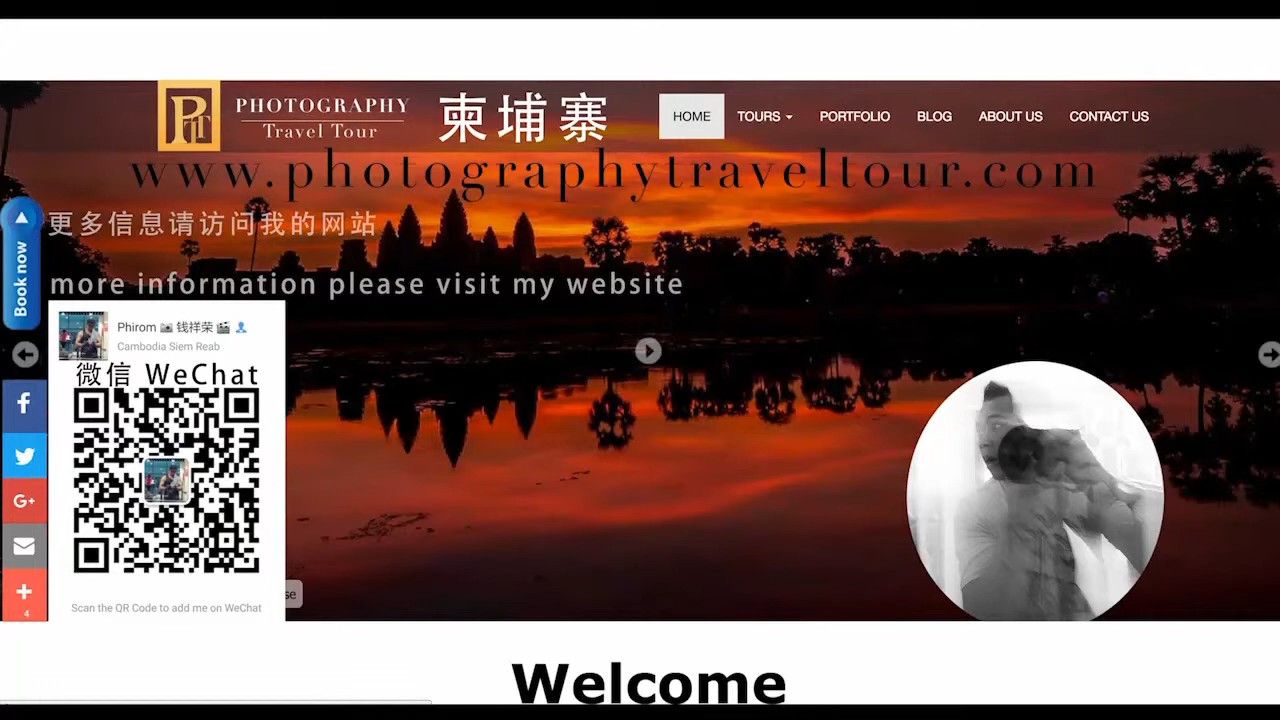 PHOTOGRAPHY
Travel Tour
柬埔寨
HOME
TOURS
PORTFOLIO
BLOG
ABOUT US
CONTACT US
www.photographytraveltour.com
更多信息请访问我的网站
more information please visit my website
Book now
Phirom 钱祥荣
Cambodia Siem Reab
微信 WeChat
Scan the QR Code to add me on WeChat
G+
4
se
Welcome